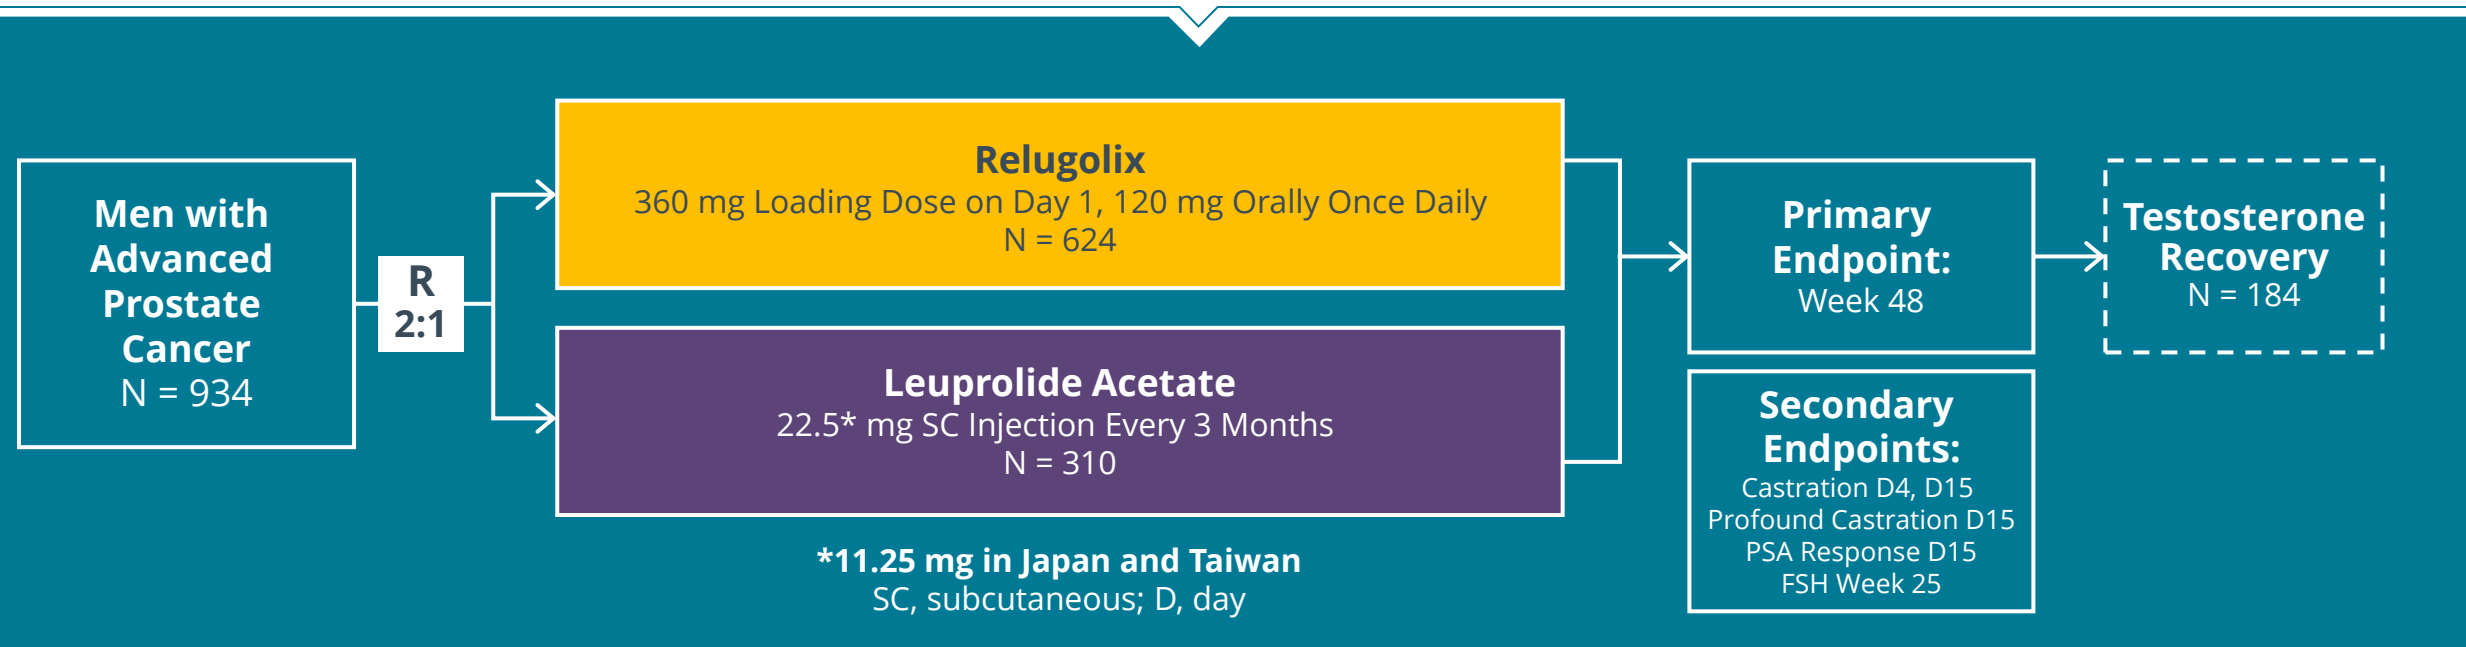 Men with
Advanced
Prostate
Cancer
N = 934
R
2:1
Relugolix
360 mg Loading Dose on Day 1, 120 mg Orally Once Daily
N = 624
Leuprolide Acetate
22.5* mg SC Injection Every 3 Months
N = 310
*11.25 mg in Japan and Taiwan
SC, subcutaneous; D, day
Primary
Endpoint:
Week 48
Secondary
Endpoints:
Castration D4, D15
Profound Castration D15
PSA Response D15
FSH Week 25
Testosterone
Recovery
N = 184